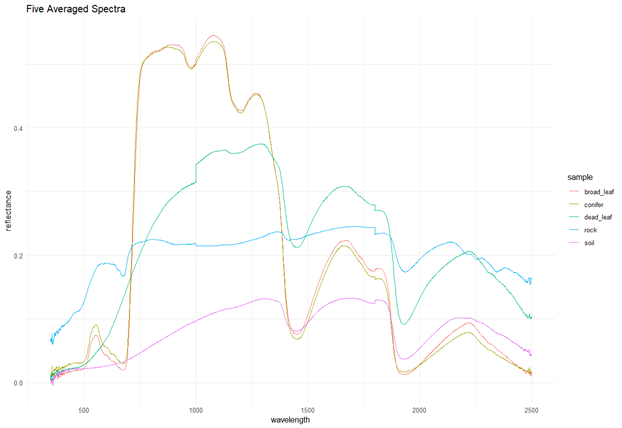 Five Averaged Spectra
reflectance
0.4
0.2
0.0
500
1000
1500
2000
2500
wavelength
sample
broad_leaf
conifer
dead_leaf
rock
soil